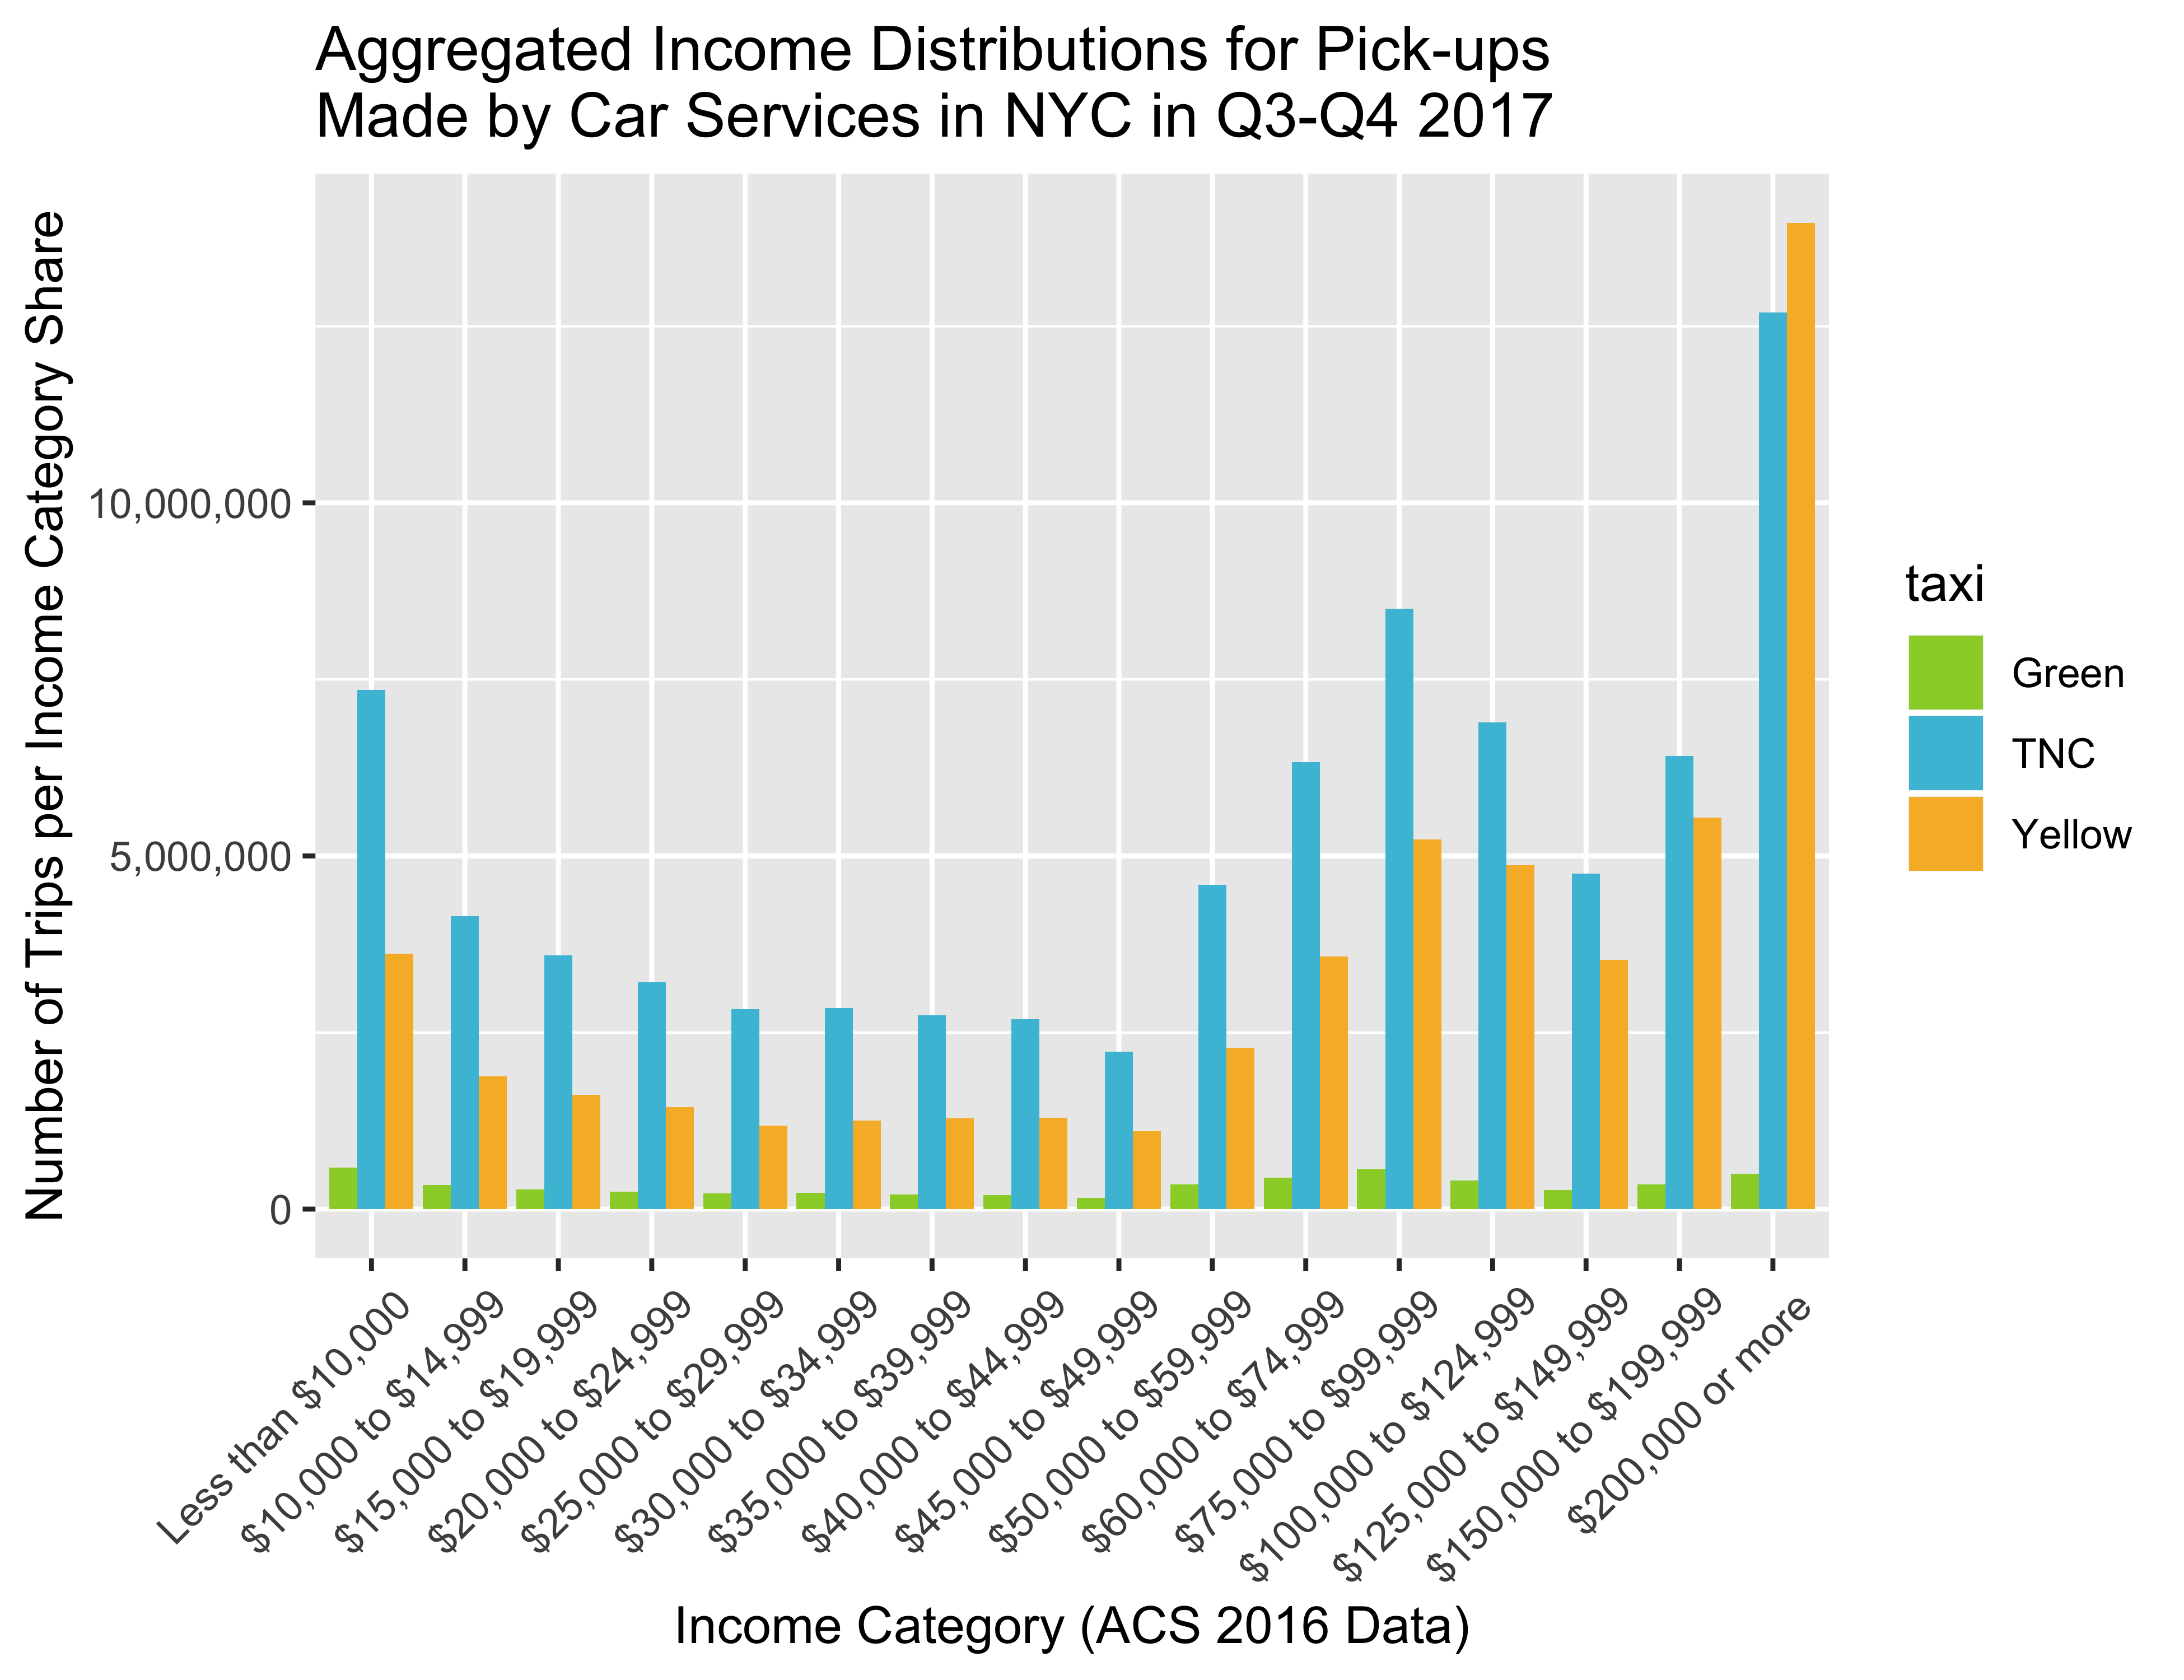 Aggregated Income Distributions for Pick-ups
Made by Car Services in NYC in Q3-Q4 2017
Number of Trips per Income Category Share
10,000,000
5,000,000
0
Less than $10,000
$10,000 to $14,999
$15,000 to $19,999
$20,000 to $24,999
$25,000 to $29,999
$30,000 to $34,999
$35,000 to $39,999
$40,000 to $44,999
$45,000 to $49,999
$50,000 to $59,999
$60,000 to $74,999
$75,000 to $99,999
$100,000 to $124,999
$125,000 to $149,999
$150,000 to $199,999
$200,000 or more
Income Category (ACS 2016 Data)
taxi
Green
TNC
Yellow